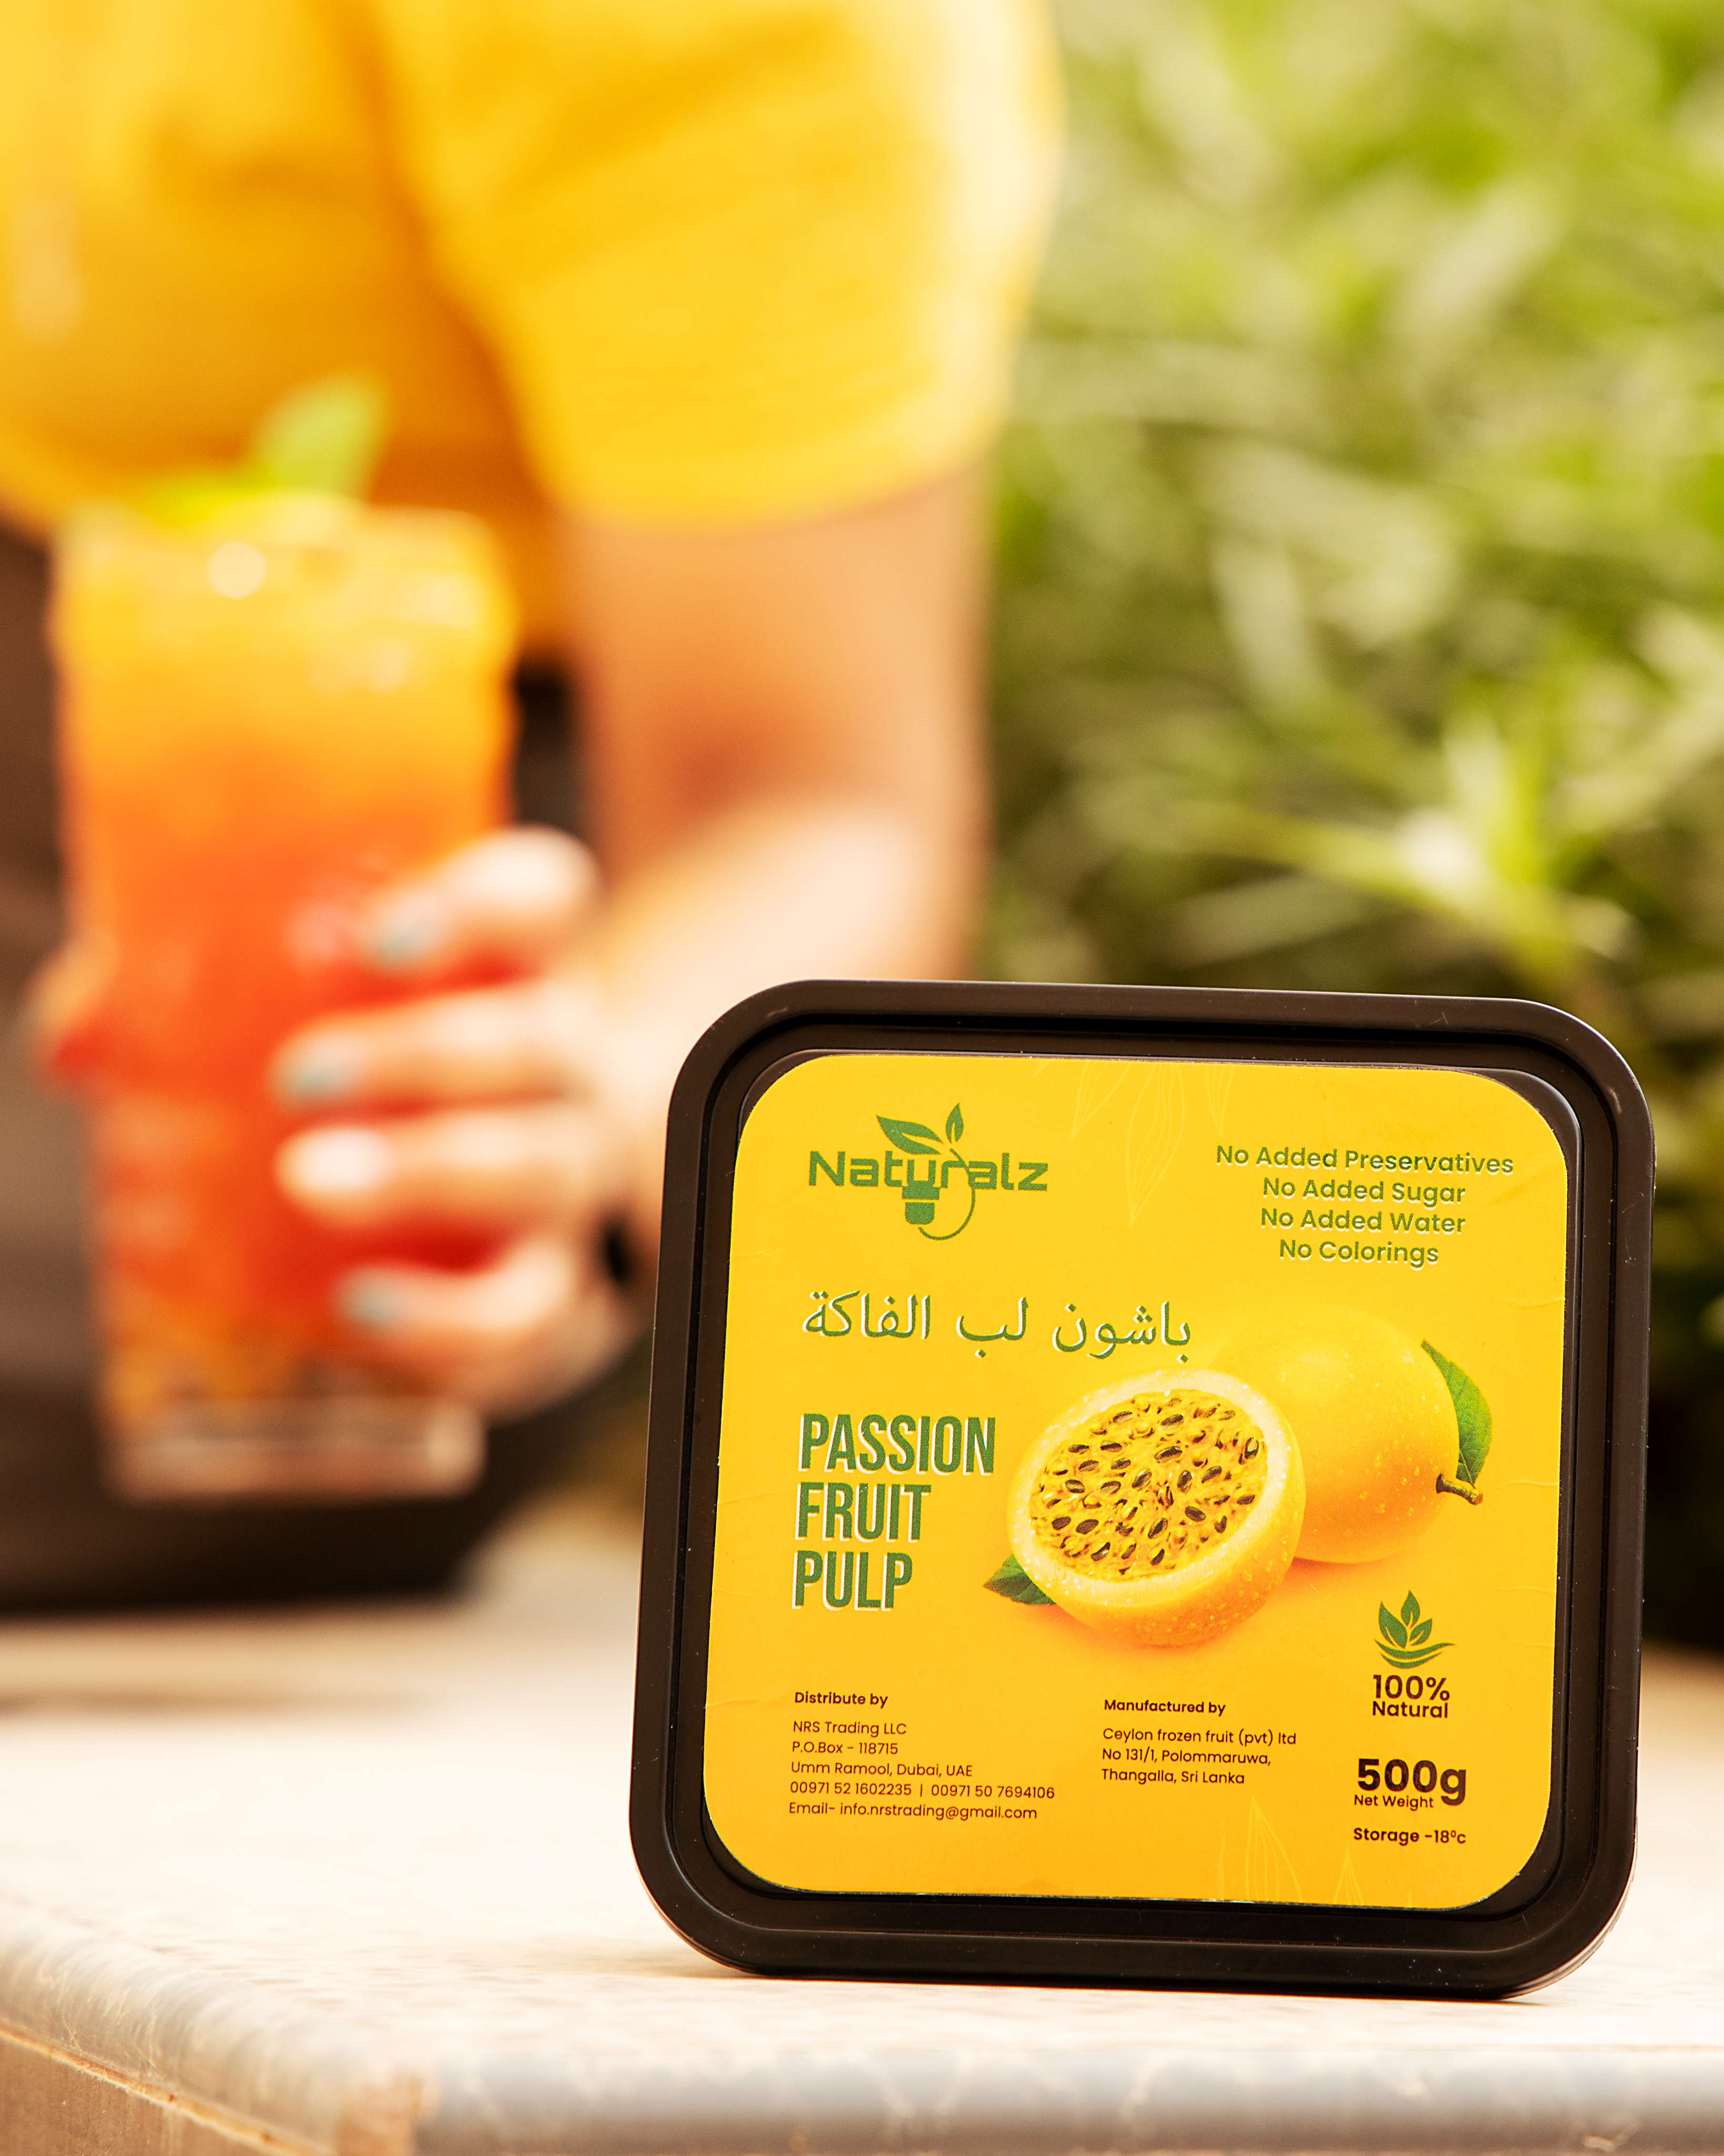 Naturalz
No Added Preservatives
No Added Sugar
No Added Water
No Colorings
باشون لب الفاكة
PASSION
FRUIT
PULP
Distribute by
NRS Trading LLC
P.O.Box - 118715
Umm Ramool, Dubai, UAE
00971 52 1602235 | 00971 50 7694106
Email- info.nrstrading@gmail.com
Manufactured by
Ceylon frozen fruit (pvt) ltd
No 131/1, Polommaruwa,
Thangalla, Sri Lanka
100%
Natural
500g
Net Weight
Storage -18°c